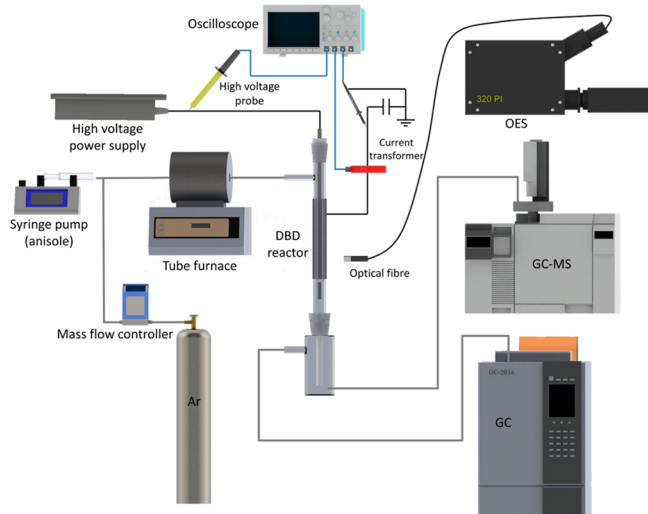 Oscilloscope
High voltage
probe
320 PI
OES
High voltage
power supply
Current
transformer
Syringe pump
(anisole)
Tube furnace
DBD
reactor
Optical fibre
GC-MS
Mass flow controller
Ar
GC-2014
GC